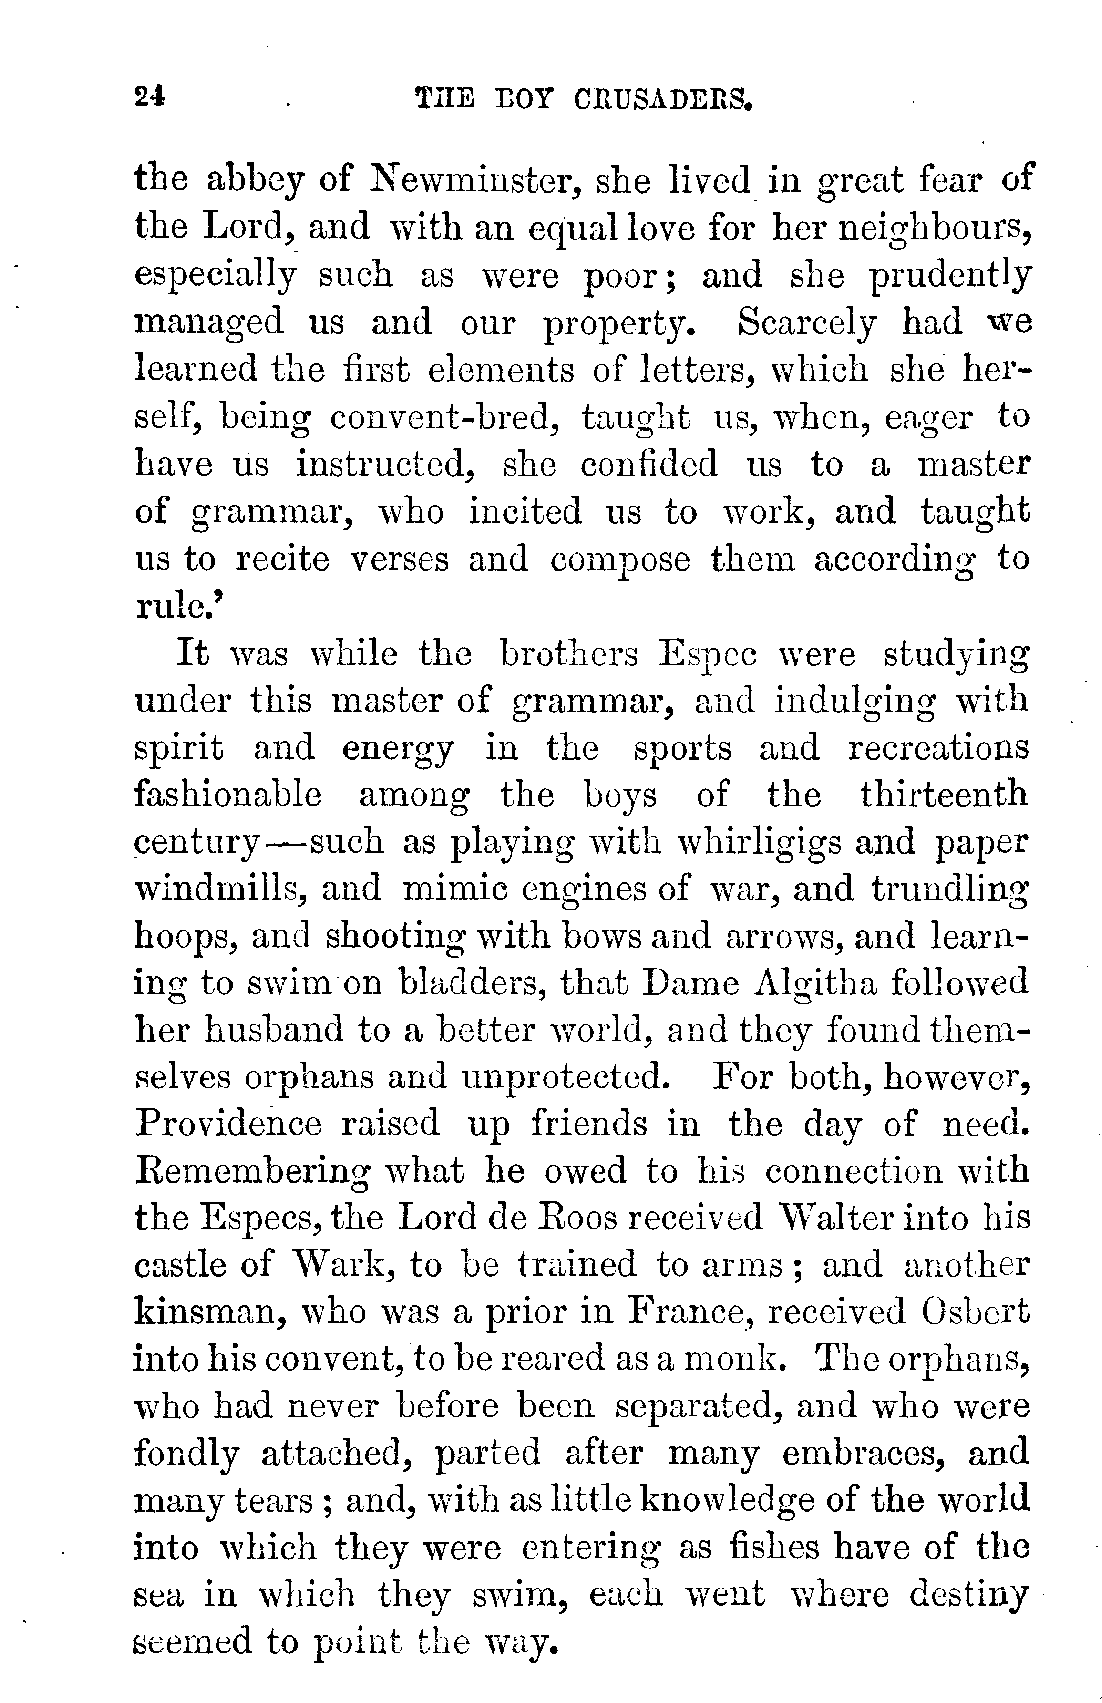 24 THE BOY CRUSADERS.
the abbey of Newminster, she lived in great fear of
the Lord, and with an equal love for her neighbours,
especially such as were poor; and she prudently
managed us and our property. Scarcely had we
learned the first elements of letters, which she her-
self, being convent-bred, taught us, when, eager to
have us instructed, she confided us to a master
of grammar, who incited us to work, and taught
us to recite verses and compose them according to
rule.’
It was while the brothers Espec were studying
under this master of grammar, and indulging with
spirit and energy in the sports and recreations
fashionable among the boys of the thirteenth
century—such as playing with whirligigs and paper
windmills, and mimic engines of war, and trundling
hoops, and shooting with bows and arrows, and learn-
ing to swim on bladders, that Dame Algitha followed
her husband to a better world, and they found them-
selves orphans and unprotected. For both, however,
Providence raised up friends in the day of need.
Remembering what he owed to his connection with
the Especs, the Lord de Roos received Walter into his
castle of Wark, to be trained to arms; and another
kinsman, who was a prior in France, received Osbert
into his convent, to be reared as a monk. The orphans,
who had never before been separated, and who were
fondly attached, parted after many embraces, and
many tears; and, with as little knowledge of the world
into which they were entering as fishes have of the
sea in which they swim, each went where destiny
seemed to point the way.